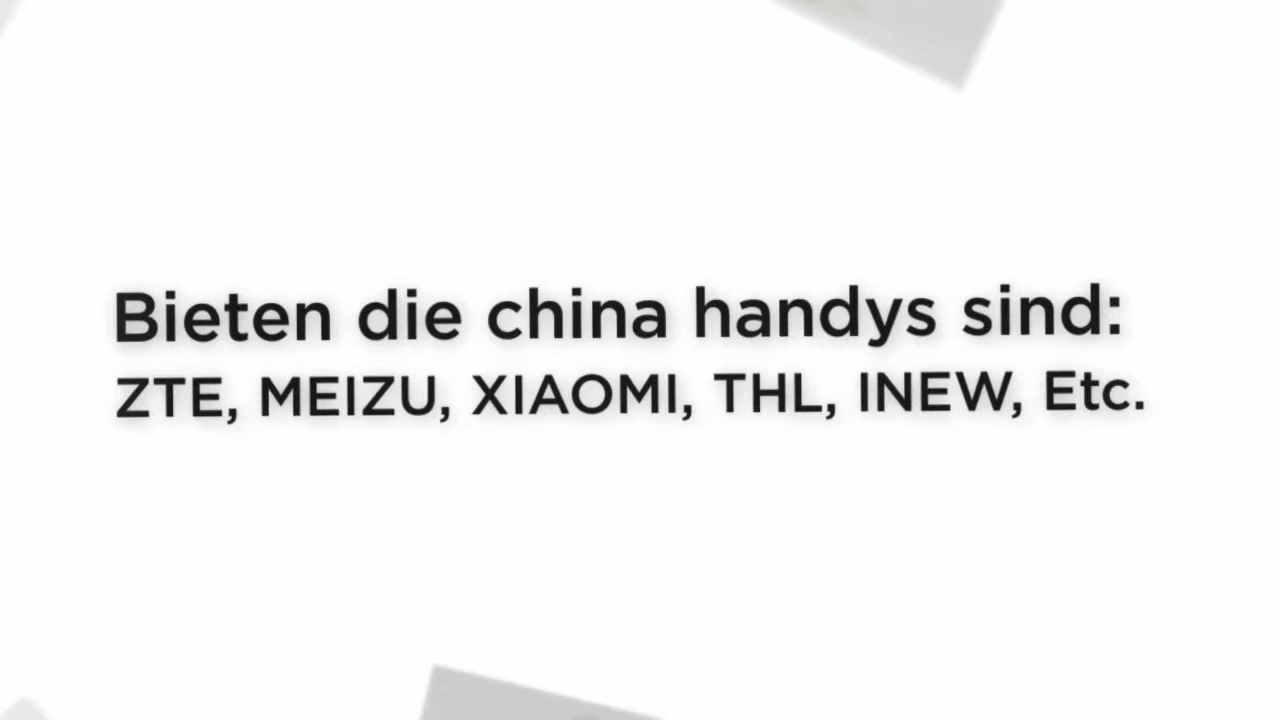 Bieten die china handys sind:
ZTE, MEIZU, XIAOMI, THL, INEW, Etc.